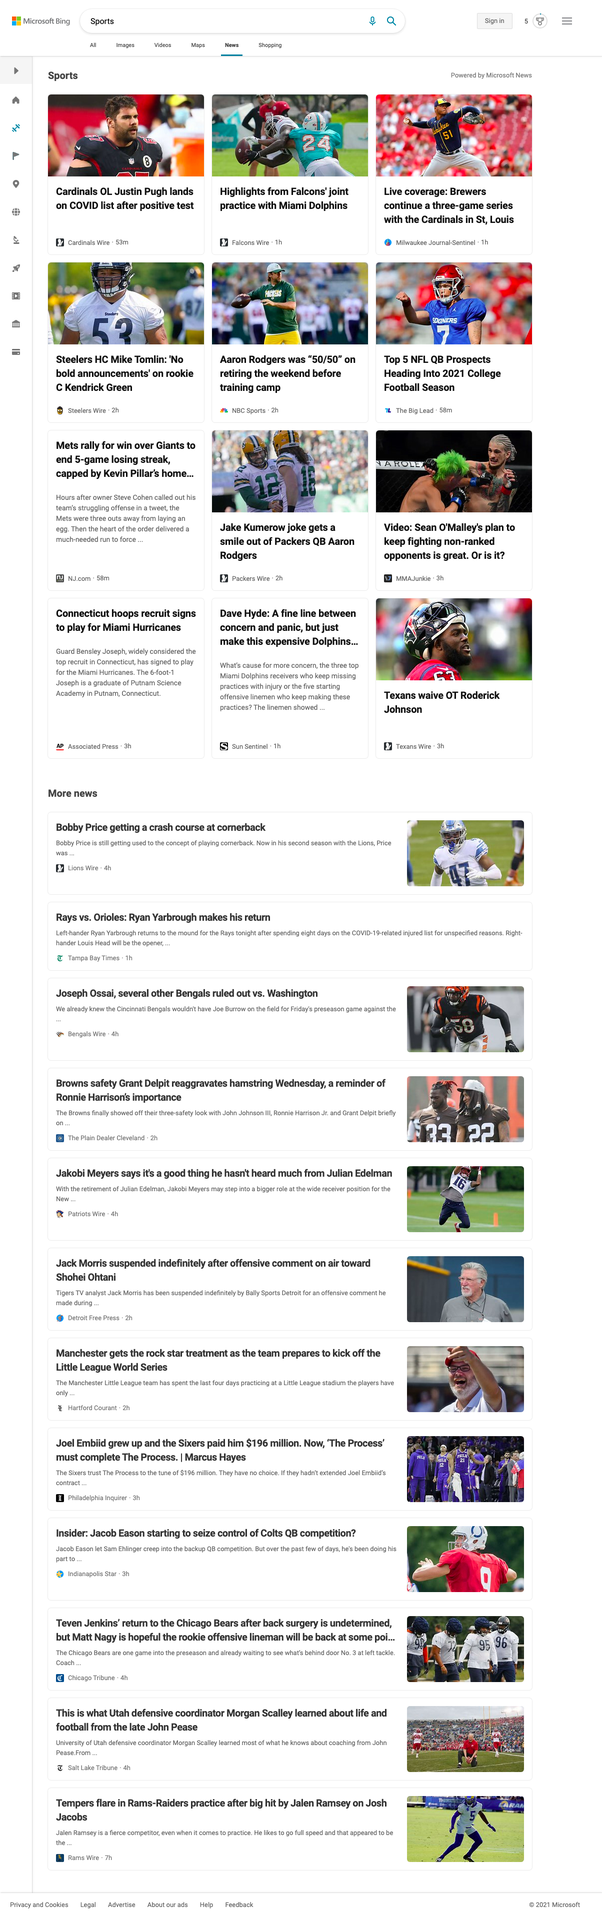 Microsoft Bing
Sports
Sign in
5
All Images Videos Maps News Shopping
Sports
Powered by Microsoft News
Cardinals OL Justin Pugh lands
on COVID list after positive test
Cardinals Wire · 53m
24
Highlights from Falcons' joint
practice with Miami Dolphins
Falcons Wire · 1h
51
Live coverage: Brewers
continue a three-game series
with the Cardinals in St, Louis
Milwaukee Journal-Sentinel · 1h
Steelers
53
Steelers HC Mike Tomlin: 'No
bold announcements' on rookie
C Kendrick Green
Steelers Wire · 2h
PACKERS
Aaron Rodgers was “50/50” on
retiring the weekend before
training camp
NBC Sports · 2h
SOONERS
7
Top 5 NFL QB Prospects
Heading Into 2021 College
Football Season
The Big Lead · 58m
Mets rally for win over Giants to
end 5-game losing streak,
capped by Kevin Pillar’s home...
Hours after owner Steve Cohen called out his
team's struggling offense in a tweet, the
Mets were three outs away from laying an
egg. Then the heart of the order delivered a
much-needed run to force ...
NJ.com · 58m
12
Jake Kumerow joke gets a
smile out of Packers QB Aaron
Rodgers
Packers Wire · 2h
Video: Sean O'Malley's plan to
keep fighting non-ranked
opponents is great. Or is it?
MMAJunkie · 3h
Connecticut hoops recruit signs
to play for Miami Hurricanes
Guard Bensley Joseph, widely considered the
top recruit in Connecticut, has signed to play
for the Miami Hurricanes. The 6-foot-1
Joseph is a graduate of Putnam Science
Academy in Putnam, Connecticut.
AP Associated Press · 3h
Dave Hyde: A fine line between
concern and panic, but just
make this expensive Dolphins...
What's cause for more concern, the three top
Miami Dolphins receivers who keep missing
practices with injury or the five starting
offensive linemen who keep making these
practices? The linemen showed ...
Sun Sentinel · 1h
63
Texans waive OT Roderick
Johnson
Texans Wire · 3h
More news
Bobby Price getting a crash course at cornerback
Bobby Price is still getting used to the concept of playing cornerback. Now in his second season with the Lions, Price
was ...
Lions Wire · 4h
47
Rays vs. Orioles: Ryan Yarbrough makes his return
Left-hander Ryan Yarbrough returns to the mound for the Rays tonight after spending eight days on the COVID-19-related injured list for unspecified reasons. Right-
hander Louis Head will be the opener, ...
Tampa Bay Times · 1h
Joseph Ossai, several other Bengals ruled out vs. Washington
We already knew the Cincinnati Bengals wouldn't have Joe Burrow on the field for Friday's preseason game against the
...
Bengals Wire · 4h
58
Browns safety Grant Delpit reaggravates hamstring Wednesday, a reminder of
Ronnie Harrison’s importance
The Browns finally showed off their three-safety look with John Johnson III, Ronnie Harrison Jr. and Grant Delpit briefly
on ...
The Plain Dealer Cleveland · 2h
33 22
Jakobi Meyers says it's a good thing he hasn't heard much from Julian Edelman
With the retirement of Julian Edelman, Jakobi Meyers may step into a bigger role at the wide receiver position for the
New ...
Patriots Wire · 4h
16
Jack Morris suspended indefinitely after offensive comment on air toward
Shohei Ohtani
Tigers TV analyst Jack Morris has been suspended indefinitely by Bally Sports Detroit for an offensive comment he
made during ...
Detroit Free Press · 2h
Manchester gets the rock star treatment as the team prepares to kick off the
Little League World Series
The Manchester Little League team has spent the last four days practicing at a Little League stadium the players have
only ...
Hartford Courant · 2h
Joel Embiid grew up and the Sixers paid him $196 million. Now, ‘The Process’
must complete The Process. | Marcus Hayes
The Sixers trust The Process to the tune of $196 million. They have no choice. If they hadn't extended Joel Embiid's
contract ...
Philadelphia Inquirer · 3h
Insider: Jacob Eason starting to seize control of Colts QB competition?
Jacob Eason let Sam Ehlinger creep into the backup QB competition. But over the past few of days, he's been doing his
part to ...
Indianapolis Star · 3h
9
Teven Jenkins’ return to the Chicago Bears after back surgery is undetermined,
but Matt Nagy is hopeful the rookie offensive lineman will be back at some poi...
The Chicago Bears are one game into the preseason and already waiting to see what's behind door No. 3 at left tackle.
Coach ...
Chicago Tribune · 4h
95 96
This is what Utah defensive coordinator Morgan Scalley learned about life and
football from the late John Pease
University of Utah defensive coordinator Morgan Scalley learned most of what he knows about coaching from John
Pease.From ...
Salt Lake Tribune · 4h
Tempers flare in Rams-Raiders practice after big hit by Jalen Ramsey on Josh
Jacobs
Jalen Ramsey is a fierce competitor, even when it comes to practice. He likes to go full speed and that appeared to be
the ...
Rams Wire · 7h
5
Privacy and Cookies Legal Advertise About our ads Help Feedback
© 2021 Microsoft